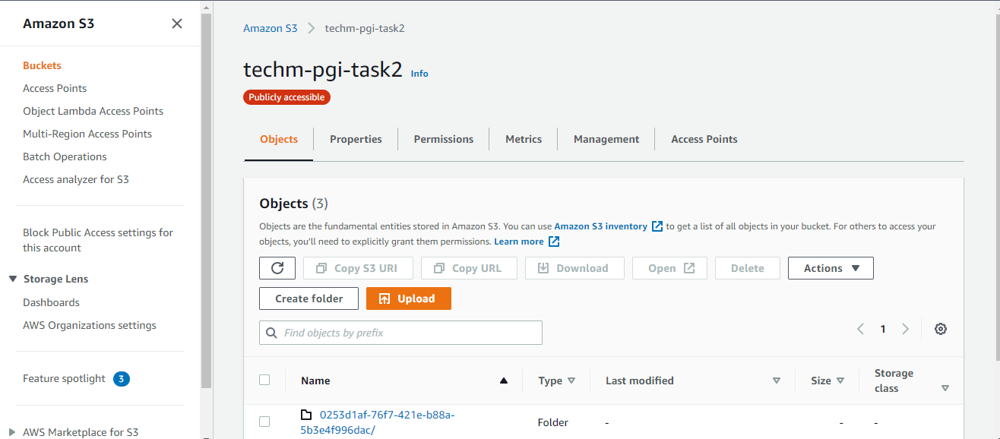 Amazon S3
Buckets
Access Points
Object Lambda Access Points
Multi-Region Access Points
Batch Operations
Access analyzer for S3
Block Public Access settings for
this account
Storage Lens
Dashboards
AWS Organizations settings
Feature spotlight 3
AWS Marketplace for S3
Amazon S3 techm-pgi-task2
techm-pgi-task2 Info
Publicly accessible
Objects Properties Permissions Metrics Management Access Points
Objects (3)
Objects are the fundamental entities stored in Amazon S3. You can use Amazon S3 inventory to get a list of all objects in your bucket. For others to access your
objects, you'll need to explicitly grant them permissions. Learn more
Copy S3 URI Copy URL Download Open Delete Actions
Create folder Upload
Find objects by prefix 1
Name Type Last modified Size Storage
class
0253d1af-76f7-421e-b88a-
5b3e4f996dac/ Folder - - -